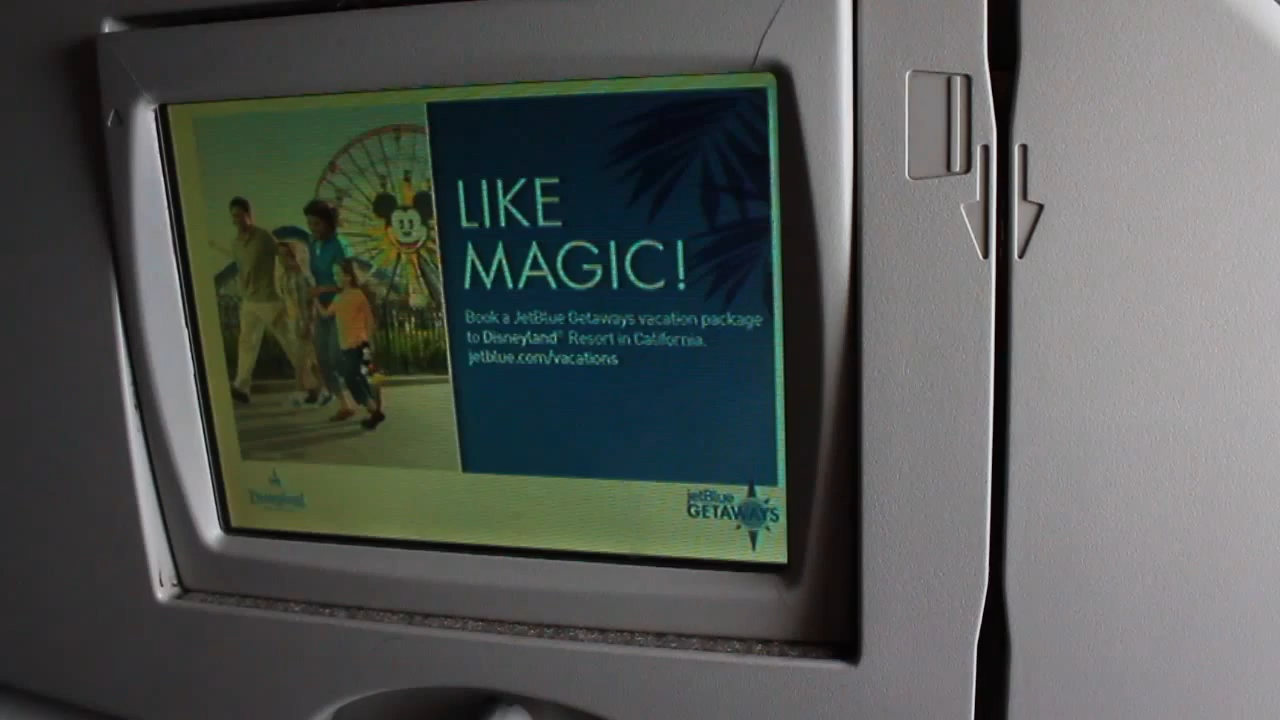 LIKE
MAGIC!
Book a JetBlue Getaways vacation package
to Disneyland® Resort in California.
jetblue.com/vacations
Disneyland
jetBlue
GETAWAYS